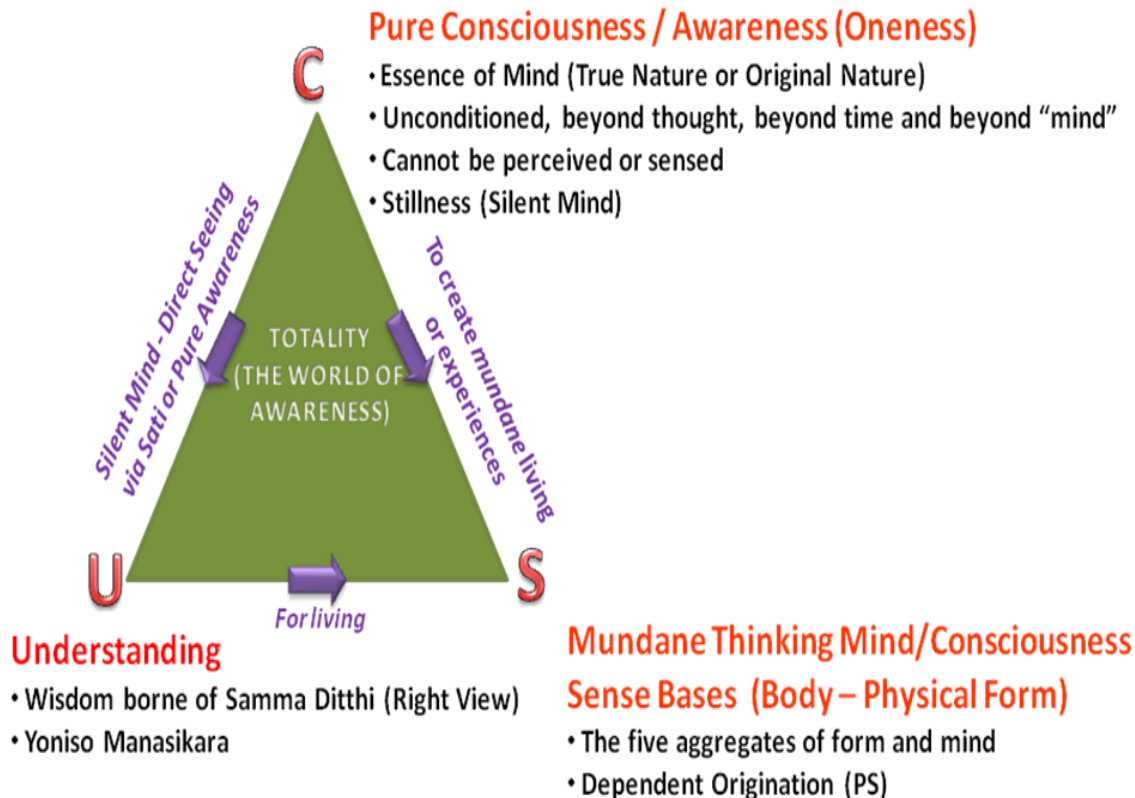 Pure Consciousness / Awareness (Oneness)
• Essence of Mind (True Nature or Original Nature)
• Unconditioned, beyond thought, beyond time and beyond “mind”
• Cannot be perceived or sensed
• Stillness (Silent Mind)
C
Silent Mind - Direct Seeing
via Sati or Pure Awareness
To create mundane living
or experiences
TOTALITY
(THE WORLD OF
AWARENESS)
U
S
For living
Understanding
• Wisdom borne of Samma Ditthi (Right View)
• Yoniso Manasikara
Mundane Thinking Mind/Consciousness
Sense Bases (Body – Physical Form)
• The five aggregates of form and mind
• Dependent Origination (PS)